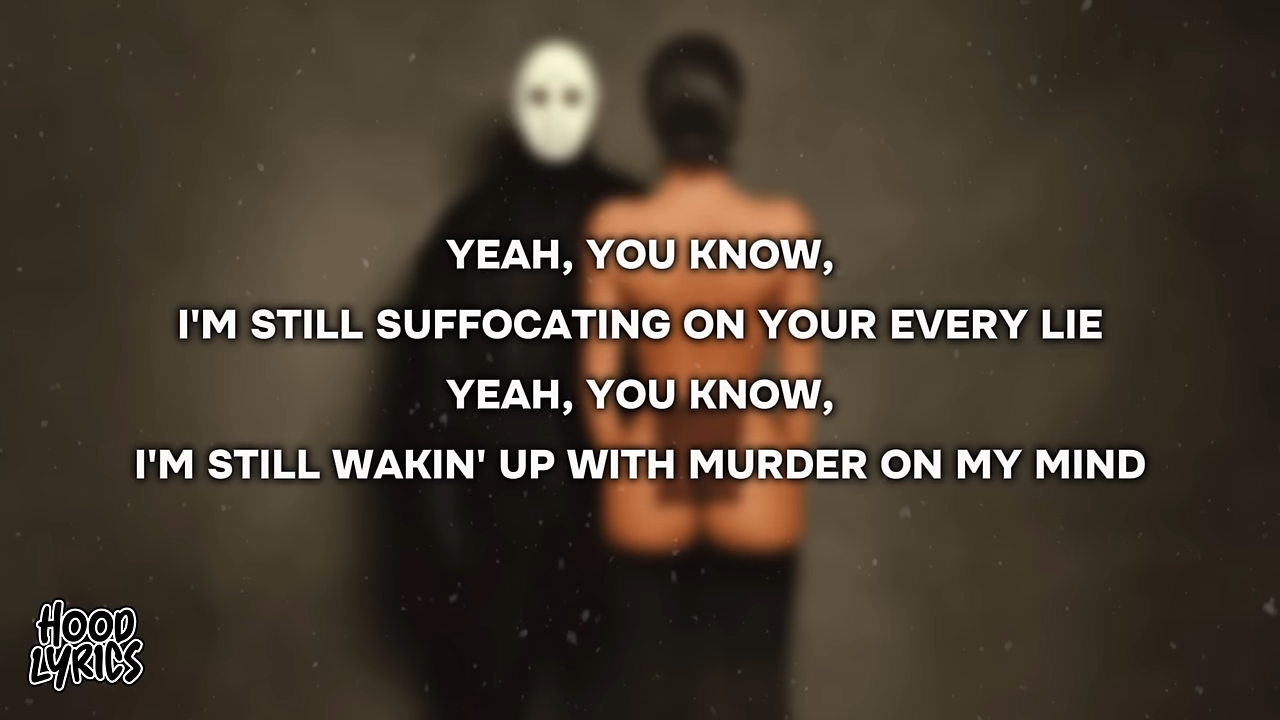 YEAH, YOU KNOW,
I'M STILL SUFFOCATING ON YOUR EVERY LIE
YEAH, YOU KNOW,
I'M STILL WAKIN' UP WITH MURDER ON MY MIND
HOOD
LYRICS